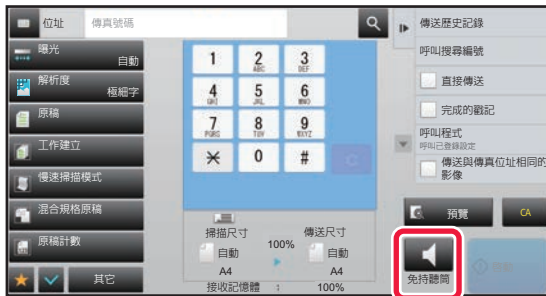 位址 傳真號碼
曝光
自動
解析度
極細字
原稿
工作建立
慢速掃描模式
混合規格原稿
原稿計數
其它
1
2
ABC
3
DEF
4
GHI
5
JKL
6
MNO
7
PQRS
8
TUV
9
WXYZ
0
#
C
掃描尺寸
自動
A4
100%
傳送尺寸
自動
A4
接收記憶體 : 100%
傳送歷史記錄
呼叫搜尋編號
直接傳送
完成的戳記
呼叫程式
呼叫已登錄設定
傳送與傳真位址相同的
影像
預覽
CA
免持聽筒